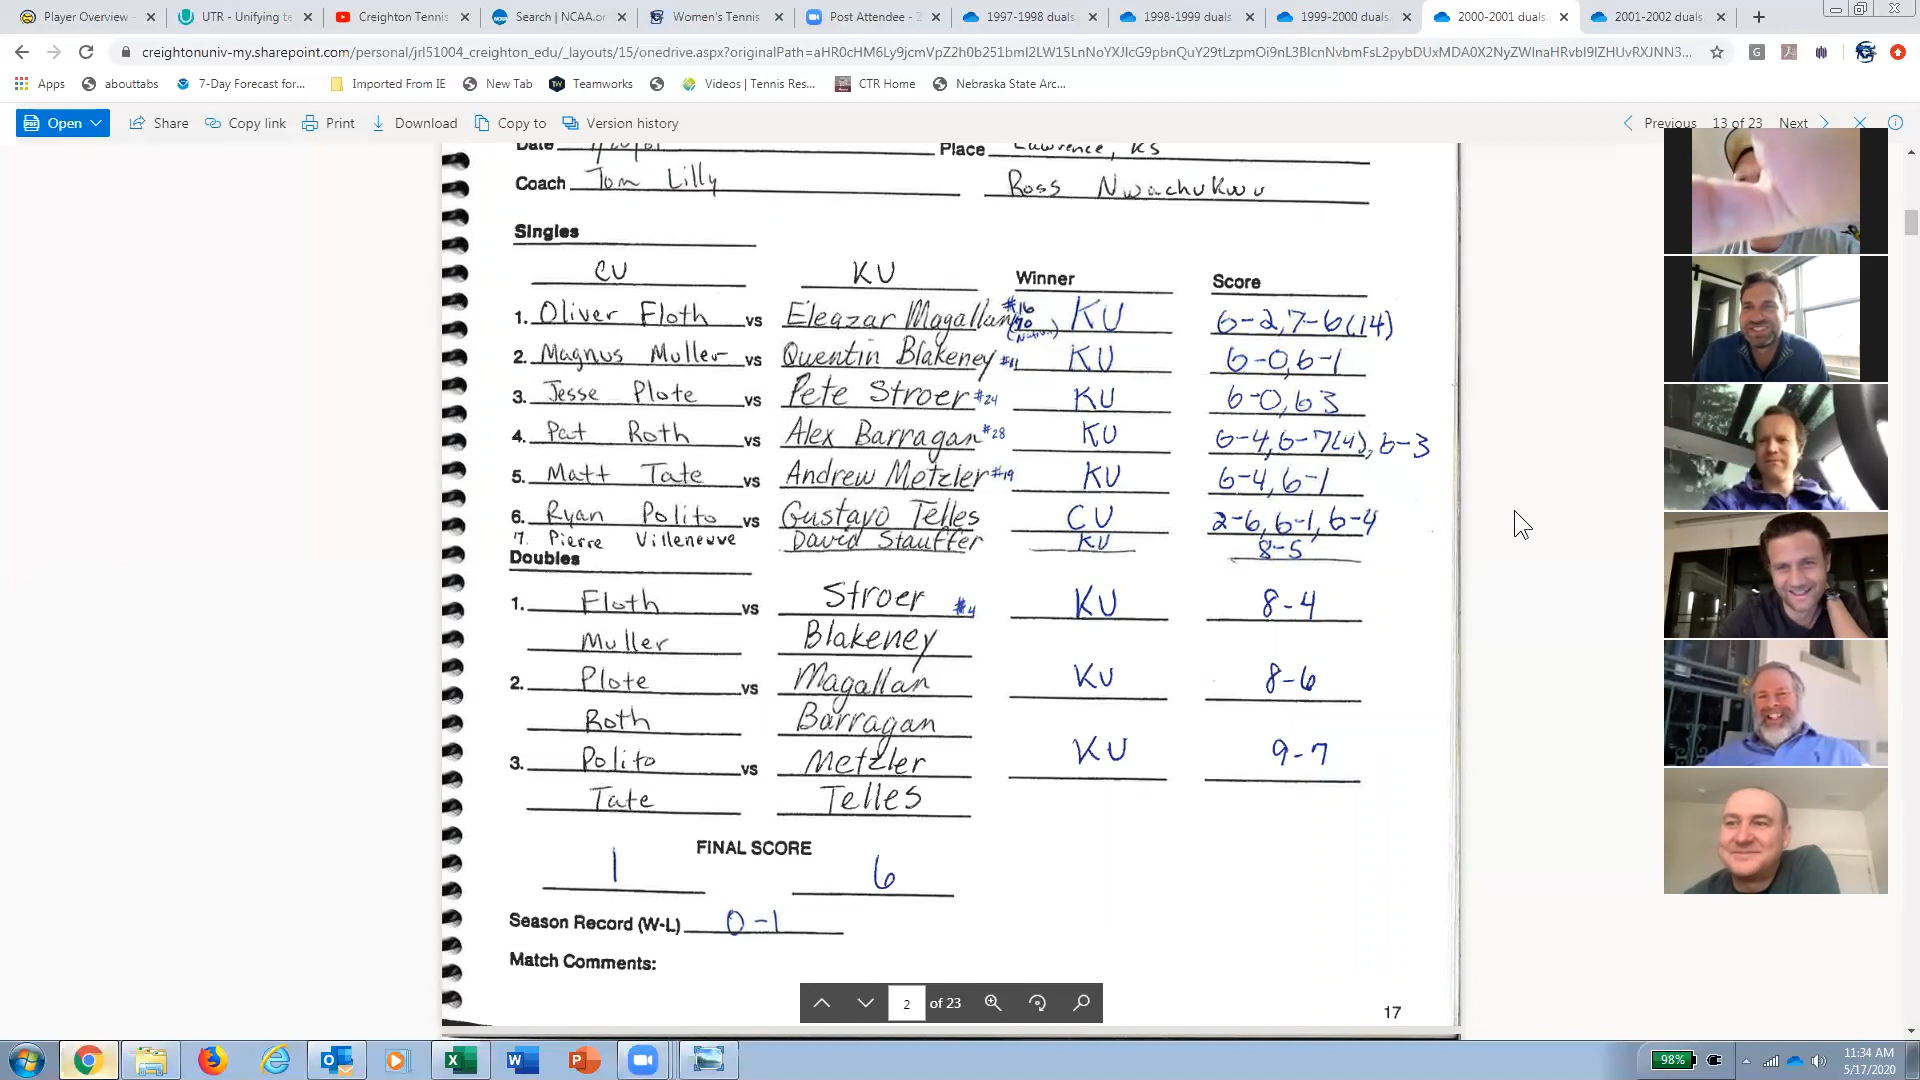 Player Overview - UTR - Unifying te Creighton Tennis Search | NCAA.or Women's Tennis Post Attendee - Z 1997-1998 duals 1998-1999 duals 1999-2000 duals. 2000-2001 duals. 2001-2002 duals
Apps abouttabs 7-Day Forecast for... Imported From IE New Tab Teamworks Videos | Tennis Res... CTR Home Nebraska State Arc...
Open Share Copy link Print Download Copy to Version history Previous 13 of 23 Next
Date Place Lawrence, KS
Coach Tom Lilly Ross Nwachukwu
Singles
CU KU Winner Score
1. Oliver Floth vs Eleazar Magallan #16 70 KU 6-2, 7-6(14)
2. Magnus Muller vs Quentin Blakeney #11 KU 6-0, 6-1
3. Jesse Plote vs Pete Stroer #24 KU 6-0, 6 3
4. Pat Roth vs Alex Barragan #28 KU 6-4, 6-7(4), 6-3
5. Matt Tate vs Andrew Metzler #19 KU 6-4, 6-1
6. Ryan Polito vs Gustavo Telles CU 2-6, 6-1, 6-4
7. Pierre Villeneuve David Stauffer KU 8-5
Doubles
1. Floth vs Stroer #4 KU 8-4
Muller Blakeney
2. Plote vs Magallan KU 8-6
Roth Barragan
3. Polito vs Metzler KU 9-7
Tate Telles
FINAL SCORE
1 6
Season Record (W-L) 0-1
Match Comments:
2 of 23
17
98% 11:34 AM
5/17/2020